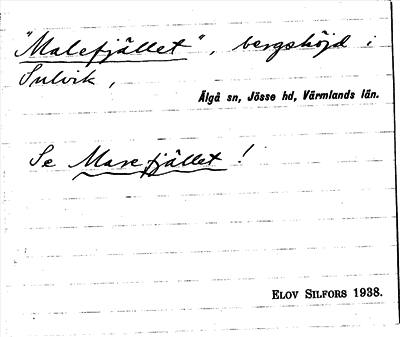 "Malefjället", bergshöjd i
Sulvik,
Älgå sn, Jösse hd, Värmlands län.
Se Marefjället!
ELOV SILFORS 1938.